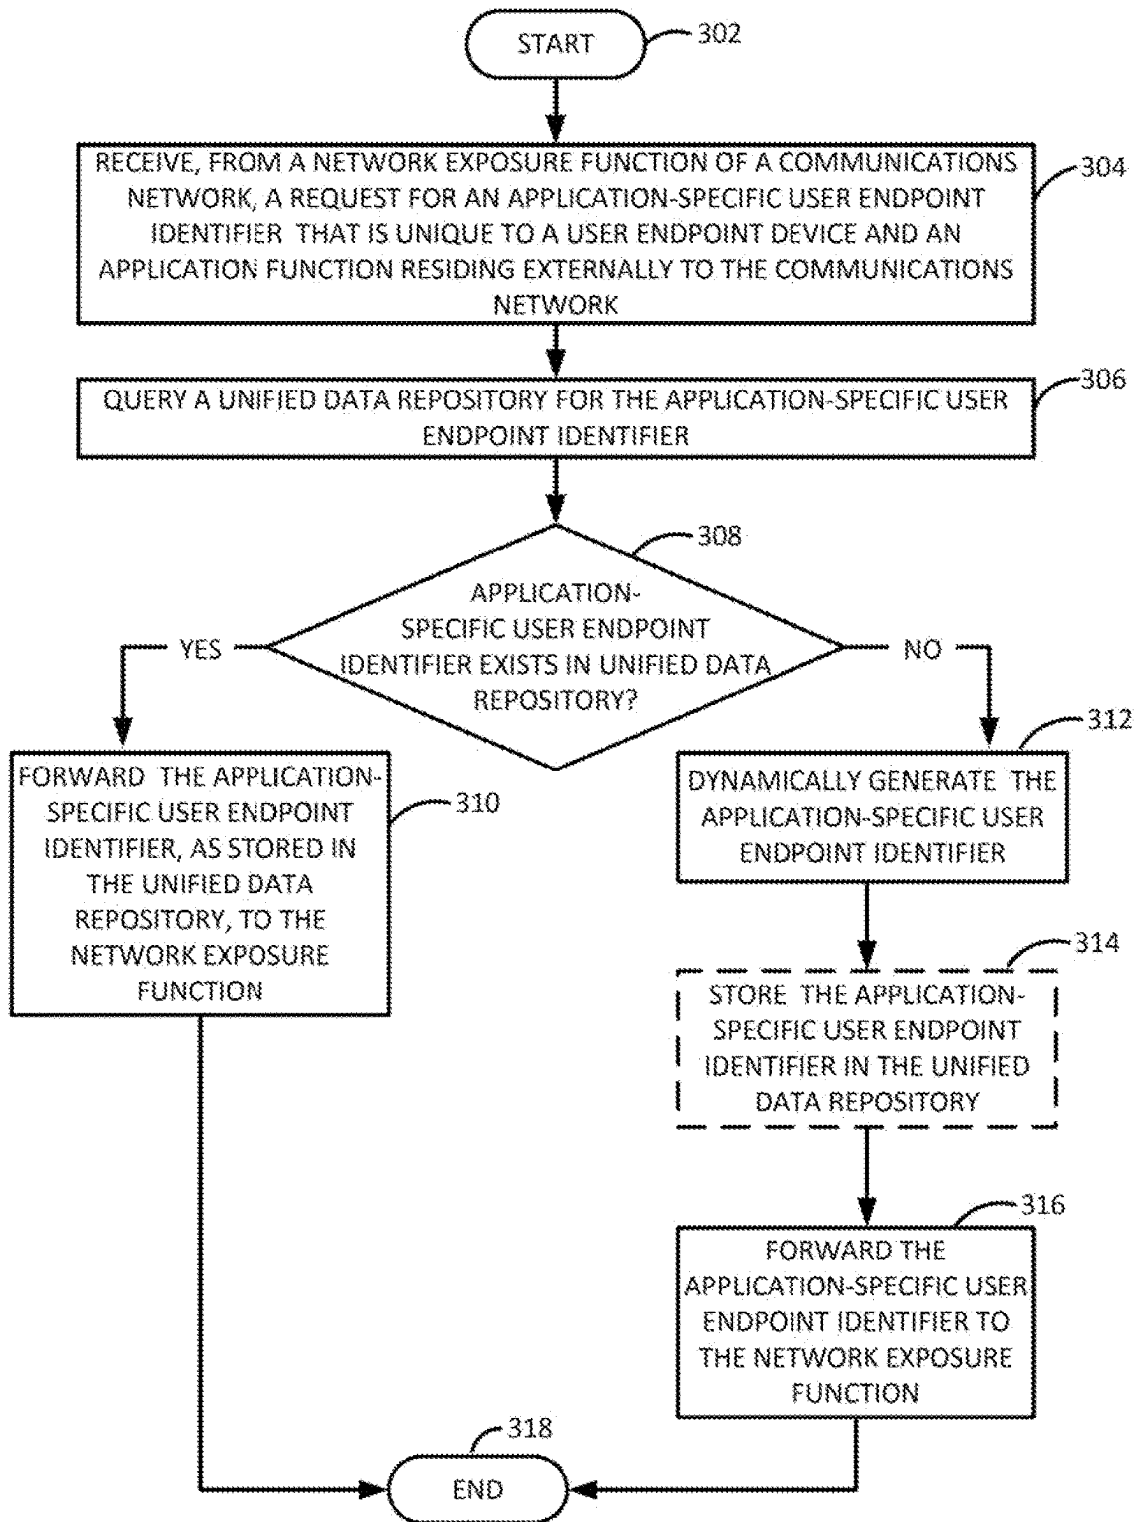 START
302
RECEIVE, FROM A NETWORK EXPOSURE FUNCTION OF A COMMUNICATIONS
NETWORK, A REQUEST FOR AN APPLICATION-SPECIFIC USER ENDPOINT
IDENTIFIER THAT IS UNIQUE TO A USER ENDPOINT DEVICE AND AN
APPLICATION FUNCTION RESIDING EXTERNALLY TO THE COMMUNICATIONS
NETWORK
304
QUERY A UNIFIED DATA REPOSITORY FOR THE APPLICATION-SPECIFIC USER
ENDPOINT IDENTIFIER
306
308
APPLICATION-
SPECIFIC USER ENDPOINT
IDENTIFIER EXISTS IN UNIFIED DATA
REPOSITORY?
YES
NO
FORWARD THE APPLICATION-
SPECIFIC USER ENDPOINT
IDENTIFIER, AS STORED IN
THE UNIFIED DATA
REPOSITORY, TO THE
NETWORK EXPOSURE
FUNCTION
310
312
DYNAMICALLY GENERATE THE
APPLICATION-SPECIFIC USER
ENDPOINT IDENTIFIER
314
STORE THE APPLICATION-
SPECIFIC USER ENDPOINT
IDENTIFIER IN THE UNIFIED
DATA REPOSITORY
316
FORWARD THE
APPLICATION-SPECIFIC USER
ENDPOINT IDENTIFIER TO
THE NETWORK EXPOSURE
FUNCTION
318
END